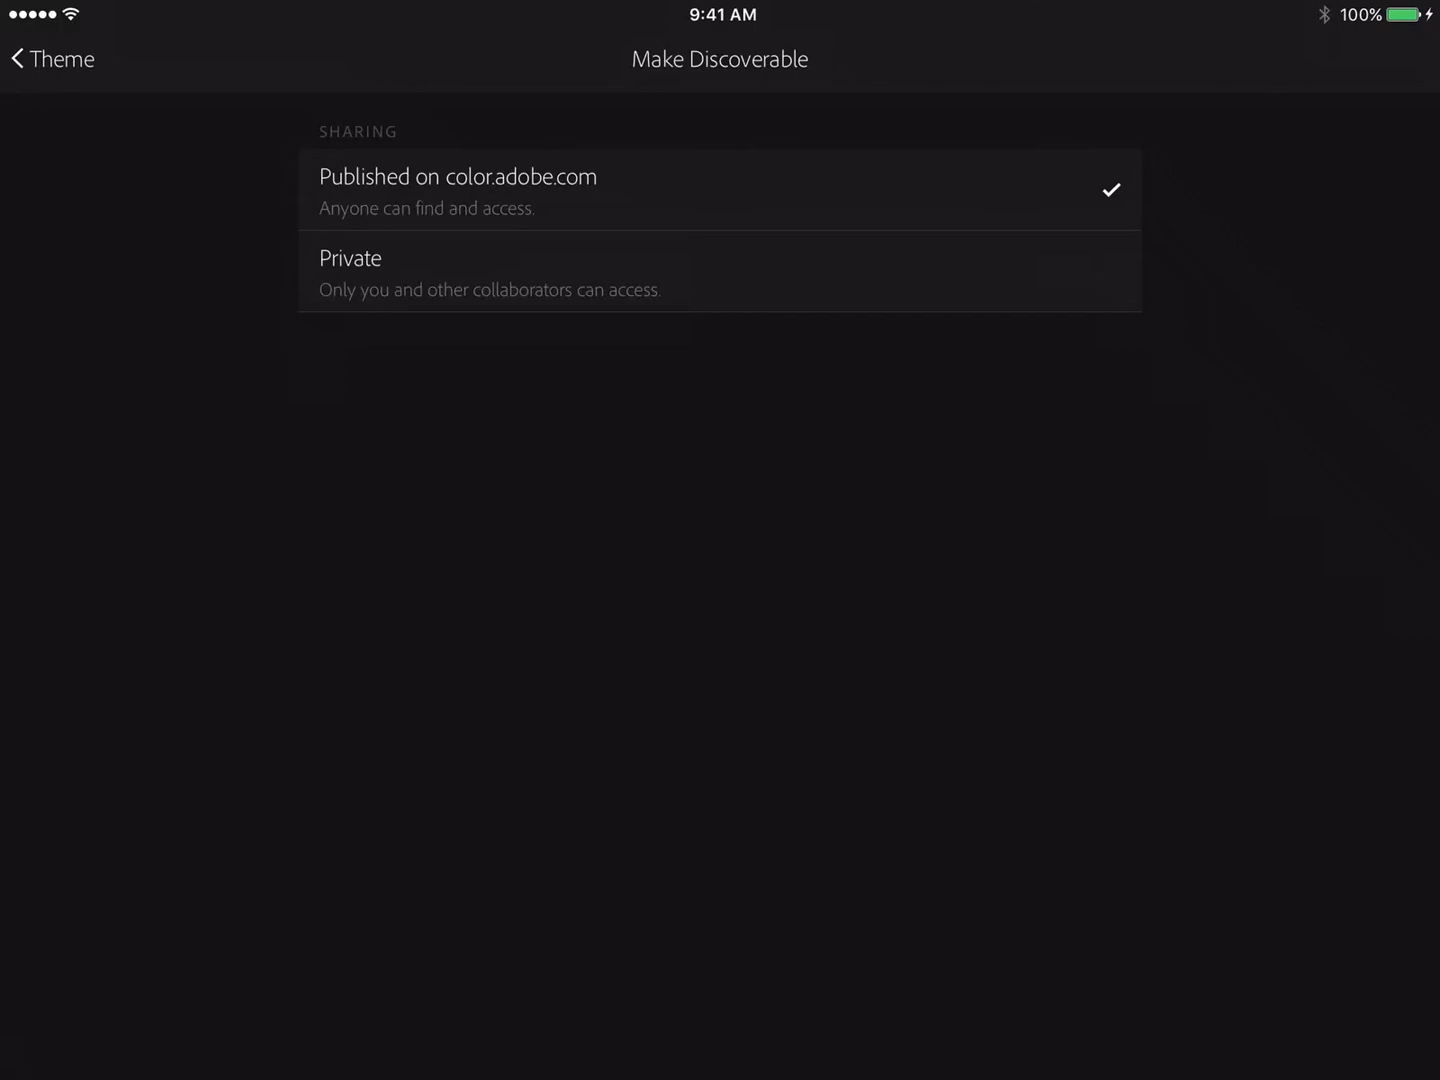 9:41 AM
100%
Theme
Make Discoverable
SHARING
Published on color.adobe.com
Anyone can find and access.
Private
Only you and other collaborators can access.